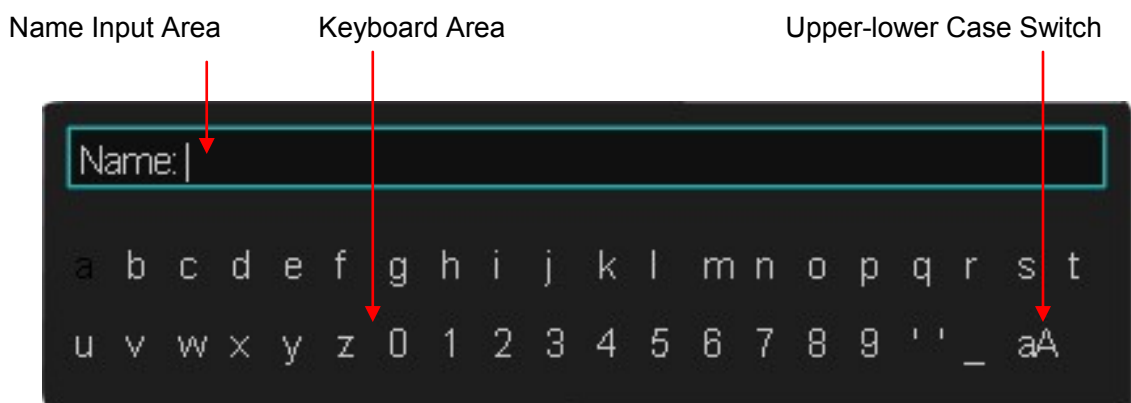 Name Input Area Keyboard Area Upper-lower Case Switch
Name:
a b c d e f g h i j k l m n o p q r s t
u v w x y z 0 1 2 3 4 5 6 7 8 9 ' ' _ aA